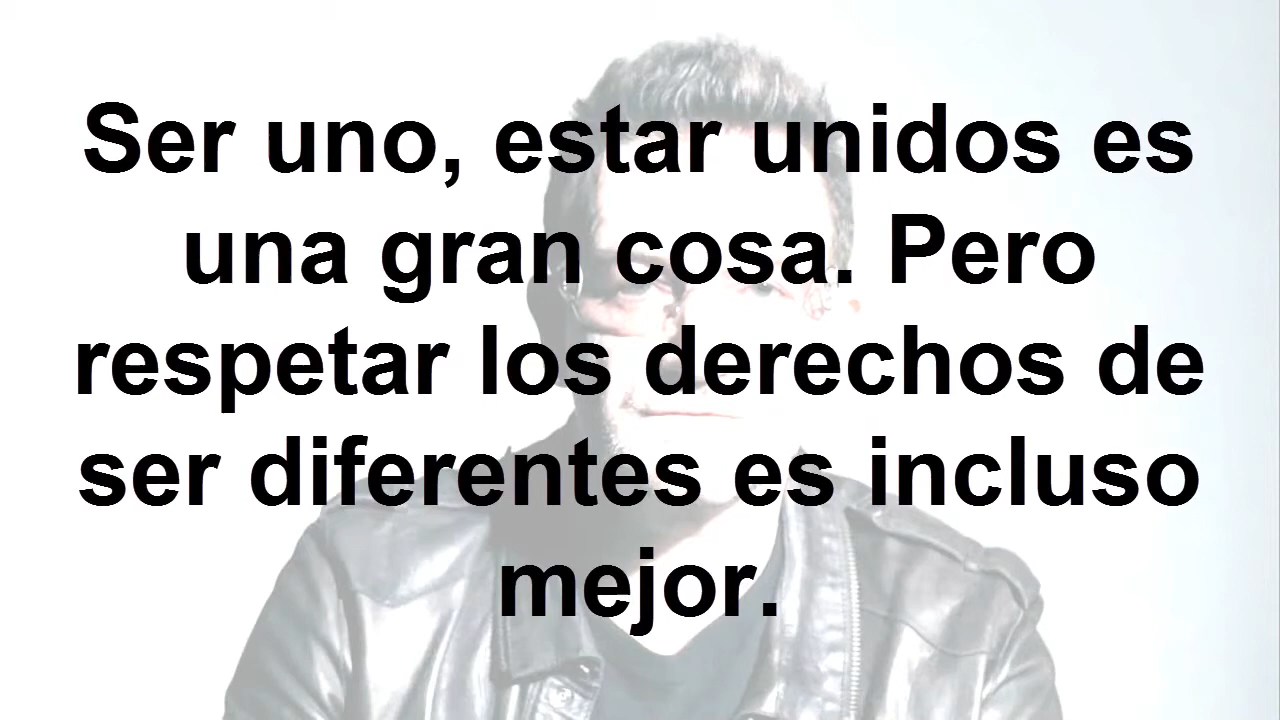 Ser uno, estar unidos es
una gran cosa. Pero
respetar los derechos de
ser diferentes es incluso
mejor.